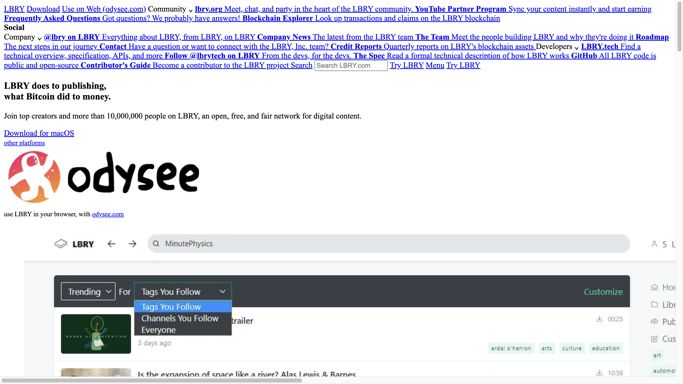 LBRY Download Use on Web (odysee.com) Community lbry.org Meet, chat, and party in the heart of the LBRY community. YouTube Partner Program Sync your content instantly and start earning
Frequently Asked Questions Got questions? We probably have answers! Blockchain Explorer Look up transactions and claims on the LBRY blockchain
Social
Company @lbry on LBRY Everything about LBRY, from LBRY, on LBRY Company News The latest from the LBRY team The Team Meet the people building LBRY and why they're doing it Roadmap
The next steps in our journey Contact Have a question or want to connect with the LBRY, Inc. team? Credit Reports Quarterly reports on LBRY's blockchain assets Developers LBRY.tech Find a
technical overview, specification, APIs, and more Follow @lbrytech on LBRY From the devs, for the devs. The Spec Read a formal technical description of how LBRY works GitHub All LBRY code is
public and open-source Contributor's Guide Become a contributor to the LBRY project Search Search LBRY.com Try LBRY Menu Try LBRY
LBRY does to publishing,
what Bitcoin did to money.
Join top creators and more than 10,000,000 people on LBRY, an open, free, and fair network for digital content.
Download for macOS
other platforms
odysee
use LBRY in your browser, with odysee.com
LBRY MinutePhysics 5 L
Trending For Tags You Follow Customize Hor
Tags You Follow
Channels You Follow
Everyone
trailer 00:25
3 days ago
ardal o'hanion arts culture education
Libr
Pub
Cus
art
automo
Is the expansion of space like a river? Alas Lewis & Barnes 10:58